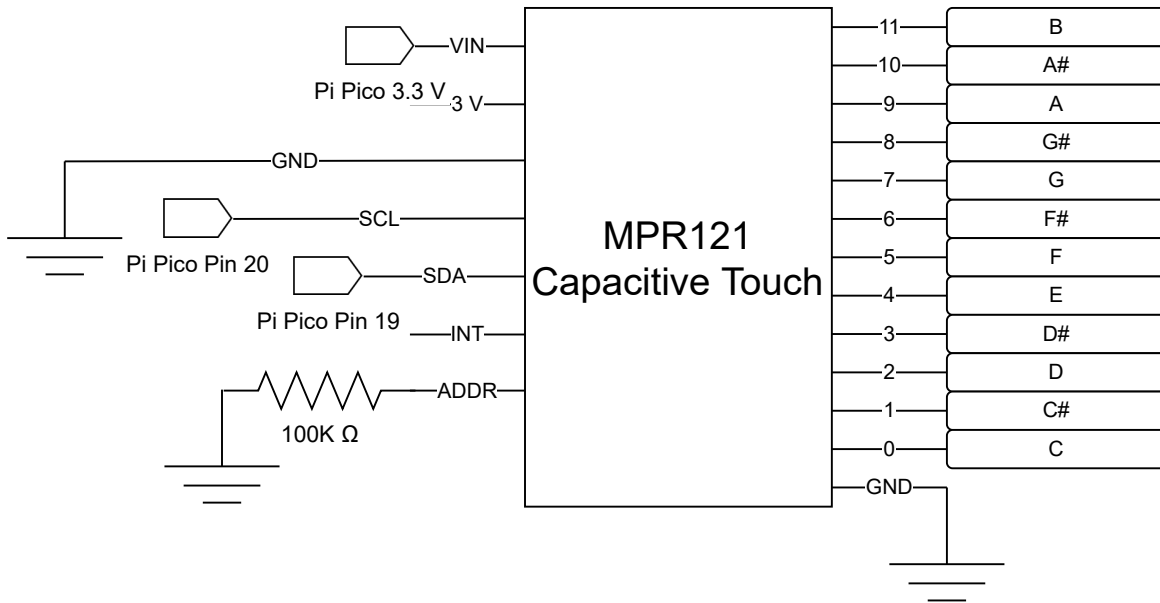 VIN
Pi Pico 3.3 V
3 V
GND
SCL
Pi Pico Pin 20
SDA
Pi Pico Pin 19
INT
ADDR
100K Ω
MPR121
Capacitive Touch
11 B
10 A#
9 A
8 G#
7 G
6 F#
5 F
4 E
3 D#
2 D
1 C#
0 C
GND